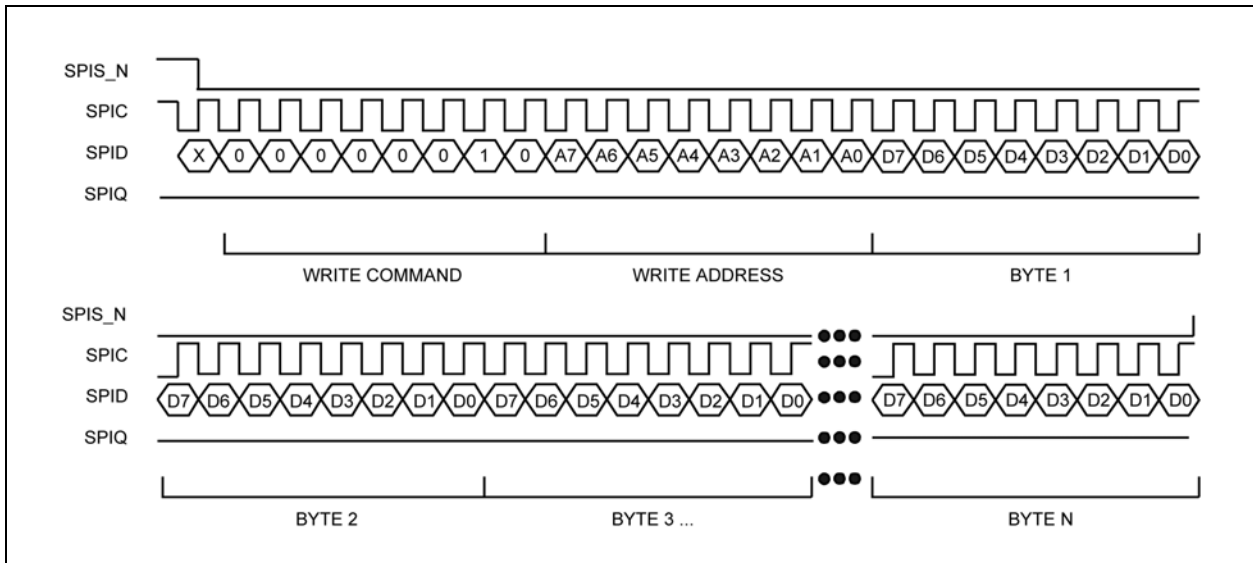 SPIS_N
SPIC
SPID X 0 0 0 0 0 0 1 0 A7 A6 A5 A4 A3 A2 A1 A0 D7 D6 D5 D4 D3 D2 D1 D0
SPIQ
WRITE COMMAND WRITE ADDRESS BYTE 1
SPIS_N
SPIC
SPID D7 D6 D5 D4 D3 D2 D1 D0 D7 D6 D5 D4 D3 D2 D1 D0 D7 D6 D5 D4 D3 D2 D1 D0
SPIQ
BYTE 2 BYTE 3 ... BYTE N